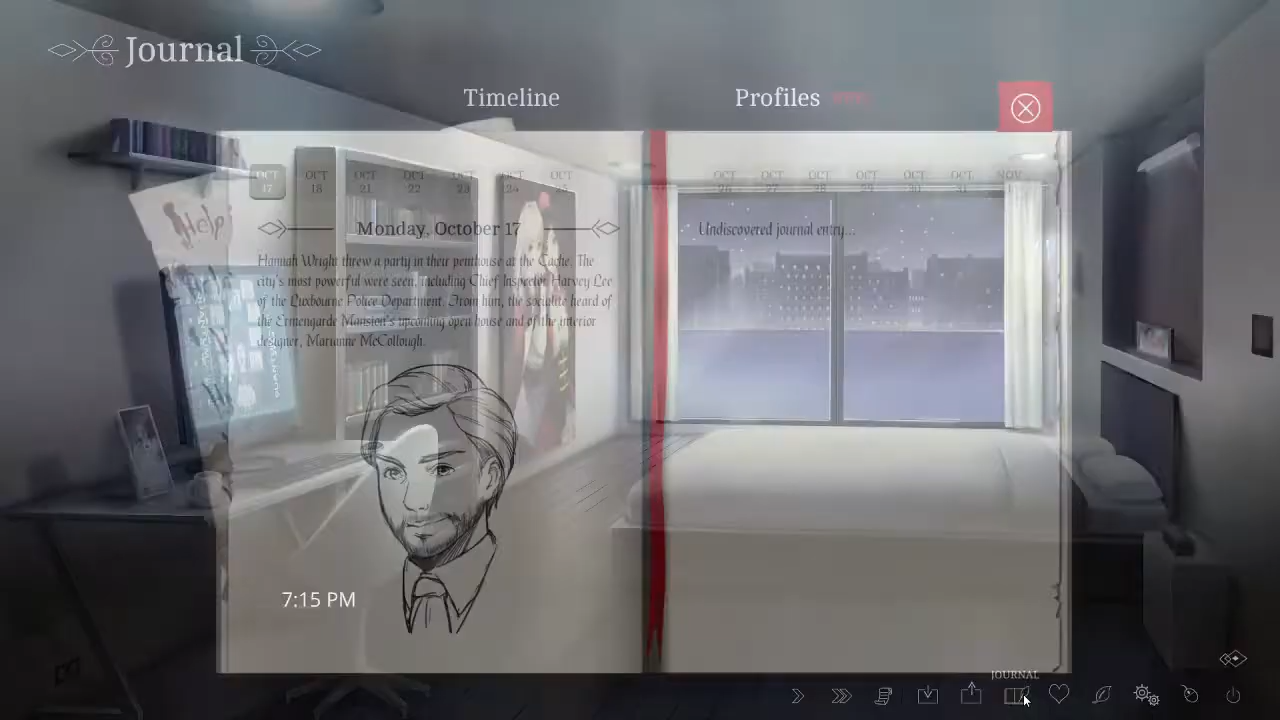 Journal
Timeline
Profiles
OCT 17
OCT 18
OCT 21
OCT 22
OCT 23
OCT 24
OCT 25
OCT 26
OCT 27
OCT 28
OCT 29
OCT 30
OCT 31
NOV
Help
Monday, October 17
Undiscovered journal entry...
Hannah Wright threw a party in their penthouse at the Cache. The
city's most powerful were seen, including Chief Inspector Harvey Lee
of the Luxbourne Police Department. From him, the socialite heard of
the Ermengarde Mansion's upcoming open house and of the interior
designer, Marianne McCollough.
7:15 PM
JOURNAL